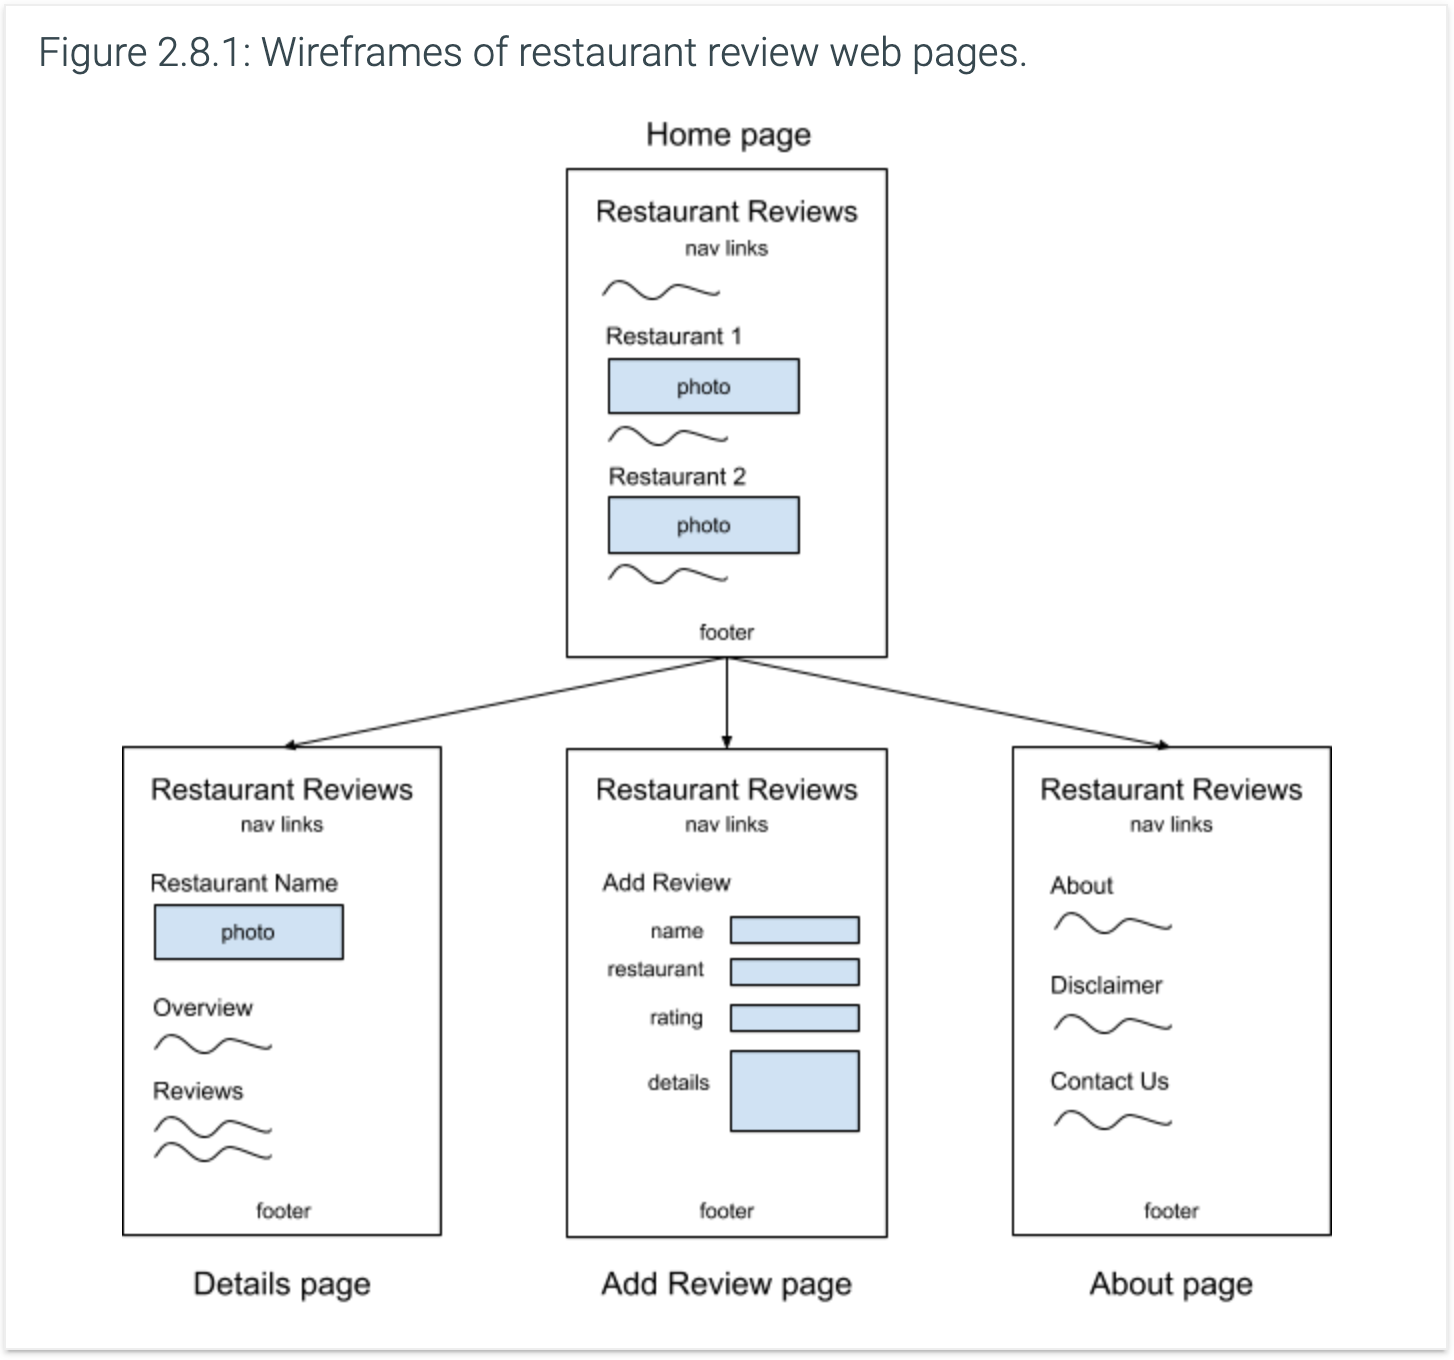 Figure 2.8.1: Wireframes of restaurant review web pages.
Home page
Restaurant Reviews
nav links
Restaurant 1
photo
Restaurant 2
photo
footer
Restaurant Reviews
nav links
Restaurant Name
photo
Overview
Reviews
footer
Details page
Restaurant Reviews
nav links
Add Review
name
restaurant
rating
details
footer
Add Review page
Restaurant Reviews
nav links
About
Disclaimer
Contact Us
footer
About page